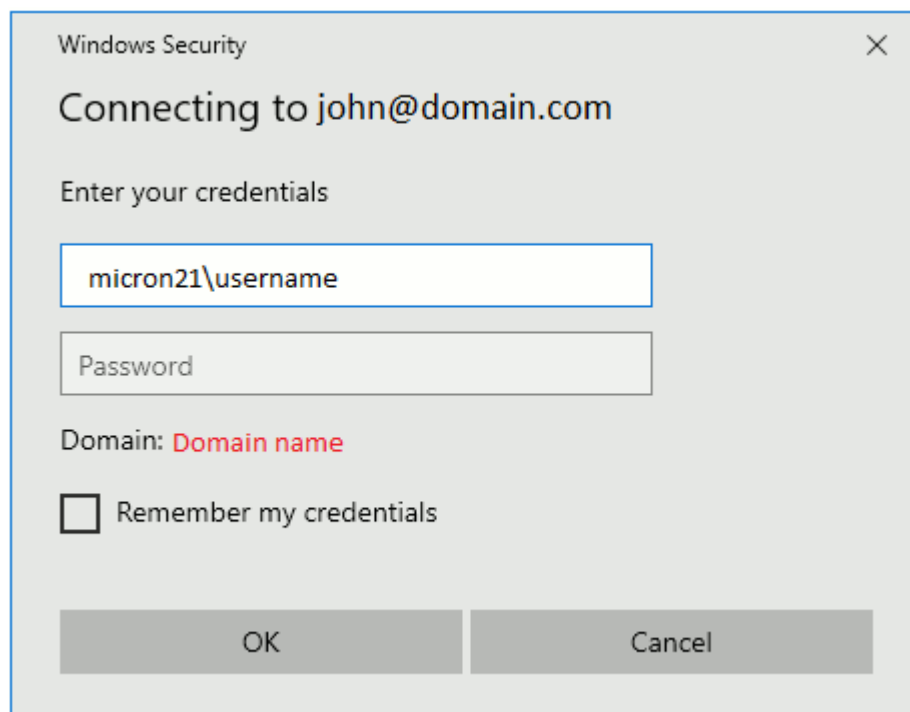 Windows Security
Connecting to john@domain.com
Enter your credentials
micron21\username
Password
Domain: Domain name
Remember my credentials
OK Cancel